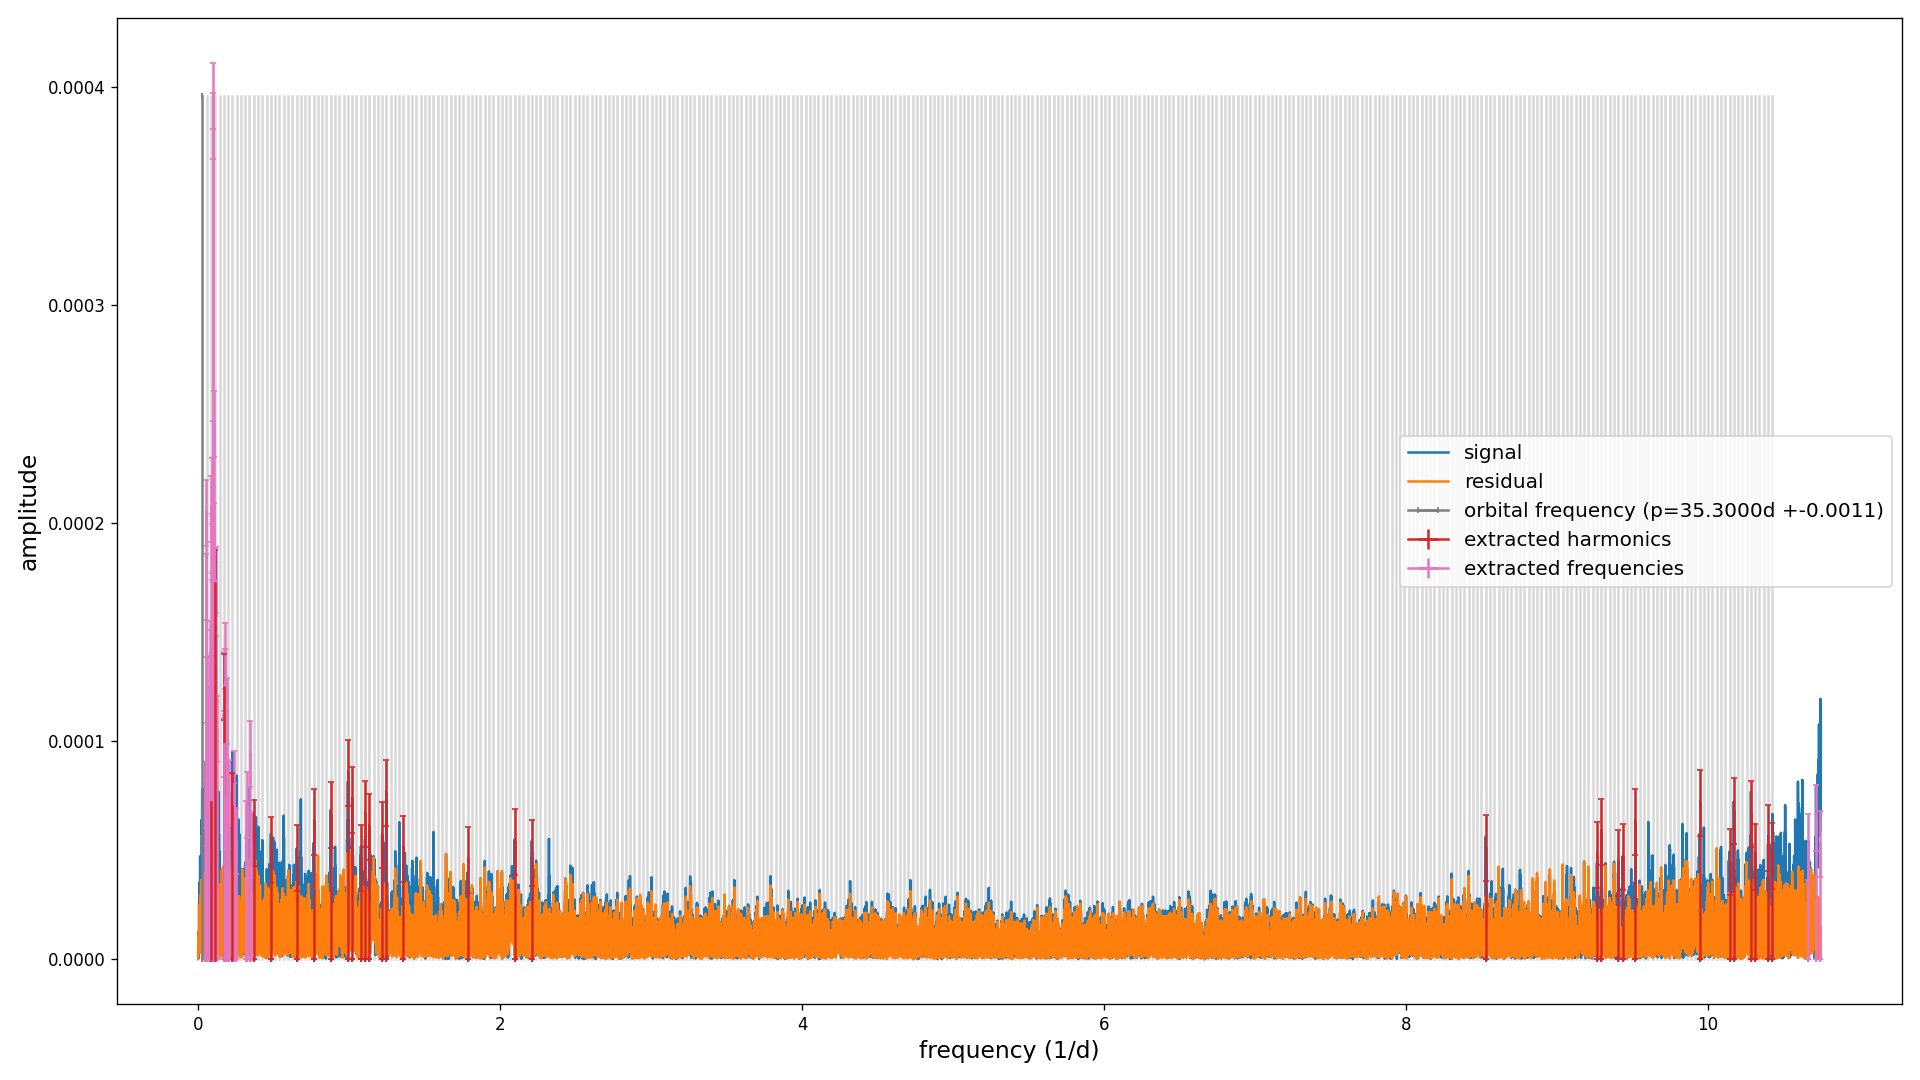 0.0004
0.0003
0.0002
0.0001
0.0000
amplitude
signal
residual
orbital frequency (p=35.3000d +-0.0011)
extracted harmonics
extracted frequencies
0 2 4 6 8 10
frequency (1/d)